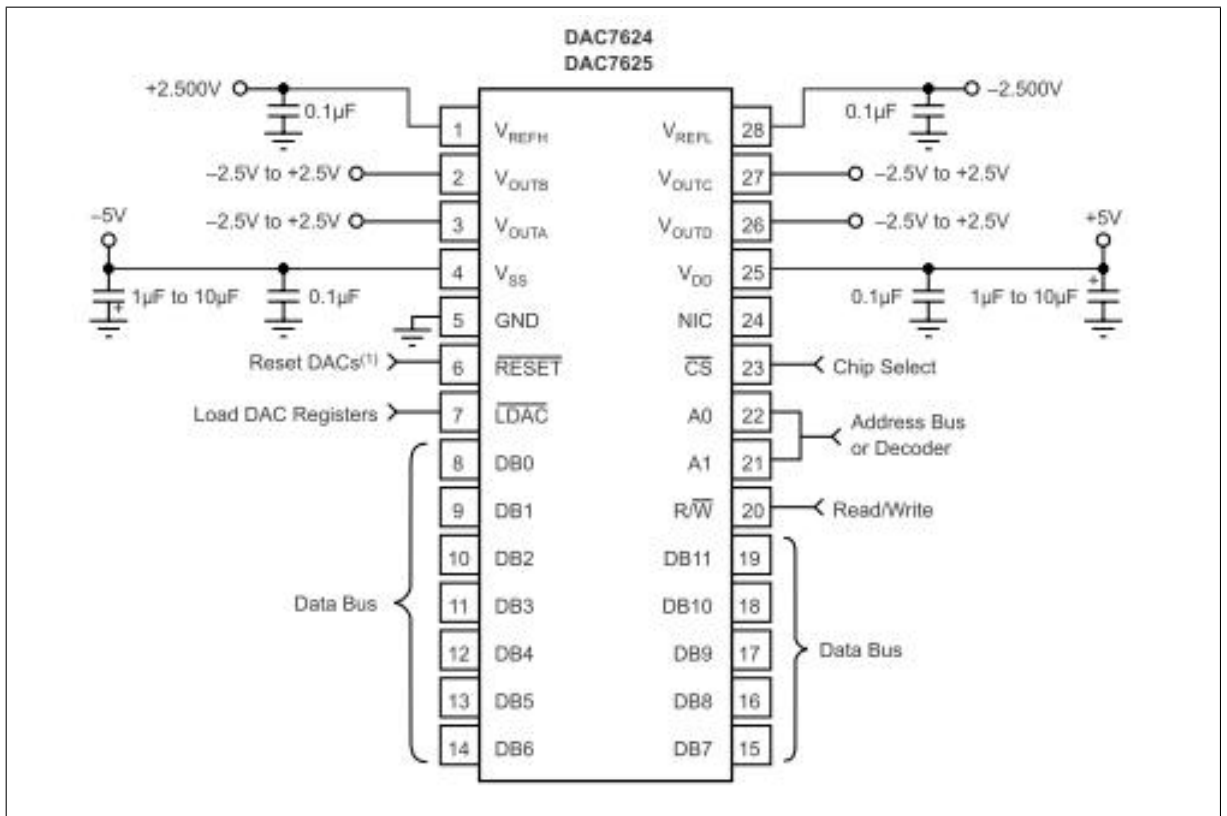 DAC7624
DAC7625
+2.500V
0.1µF
–2.500V
0.1µF
1 V_REFH
V_REFL 28
–2.5V to +2.5V
2 V_OUTB
V_OUTC 27
–2.5V to +2.5V
–5V
–2.5V to +2.5V
3 V_OUTA
V_OUTD 26
–2.5V to +2.5V
+5V
4 V_SS
V_DD 25
1µF to 10µF
+
0.1µF
0.1µF
1µF to 10µF
+
5 GND
NIC 24
Reset DACs(1)
6 RESET
CS 23
Chip Select
Load DAC Registers
7 LDAC
A0 22
Address Bus
or Decoder
8 DB0
A1 21
9 DB1
R/W 20
Read/Write
10 DB2
DB11 19
Data Bus
11 DB3
DB10 18
12 DB4
DB9 17
Data Bus
13 DB5
DB8 16
14 DB6
DB7 15